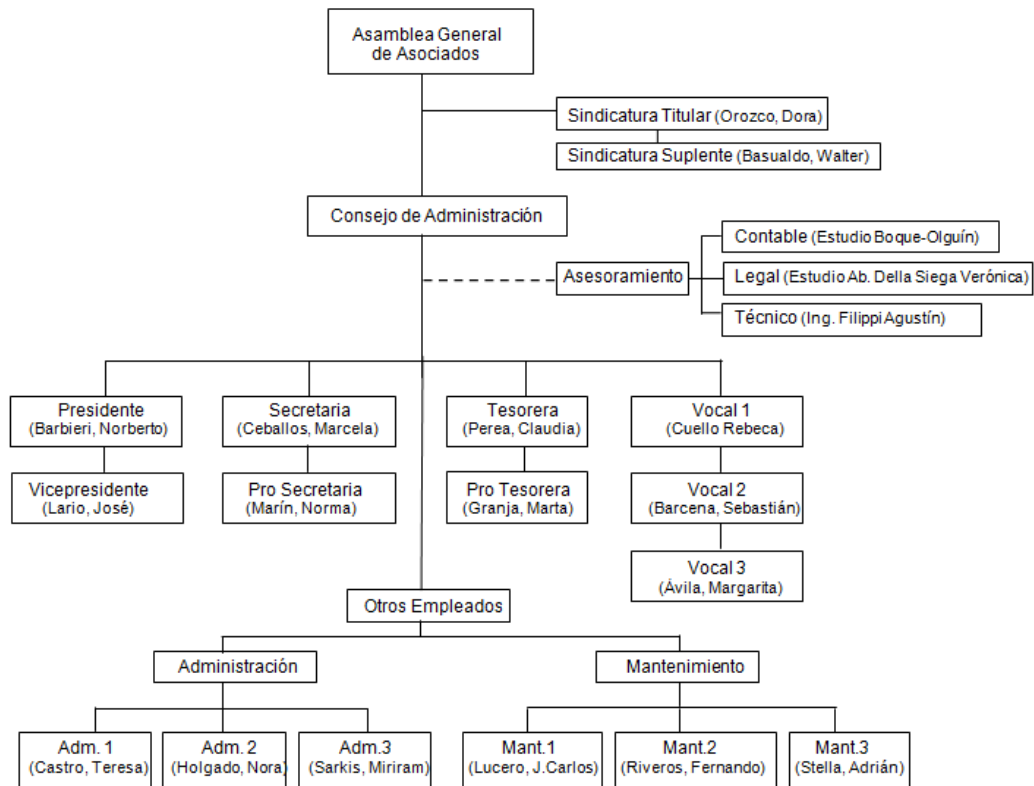 Asamblea General
de Asociados
Sindicatura Titular (Orozco, Dora)
Sindicatura Suplente (Basualdo, Walter)
Consejo de Administración
Contable (Estudio Boque-Olguín)
Asesoramiento
Legal (Estudio Ab. Della Siega Verónica)
Técnico (Ing. Filippi Agustín)
Presidente
(Barbieri, Norberto)
Secretaria
(Ceballos, Marcela)
Tesorera
(Perea, Claudia)
Vocal 1
(Cuello Rebeca)
Vicepresidente
(Lario, José)
Pro Secretaria
(Marín, Norma)
Pro Tesorera
(Granja, Marta)
Vocal 2
(Barcena, Sebastián)
Vocal 3
(Ávila, Margarita)
Otros Empleados
Administración
Mantenimiento
Adm. 1
(Castro, Teresa)
Adm. 2
(Holgado, Nora)
Adm.3
(Sarkis, Miriram)
Mant.1
(Lucero, J.Carlos)
Mant.2
(Riveros, Fernando)
Mant.3
(Stella, Adrián)